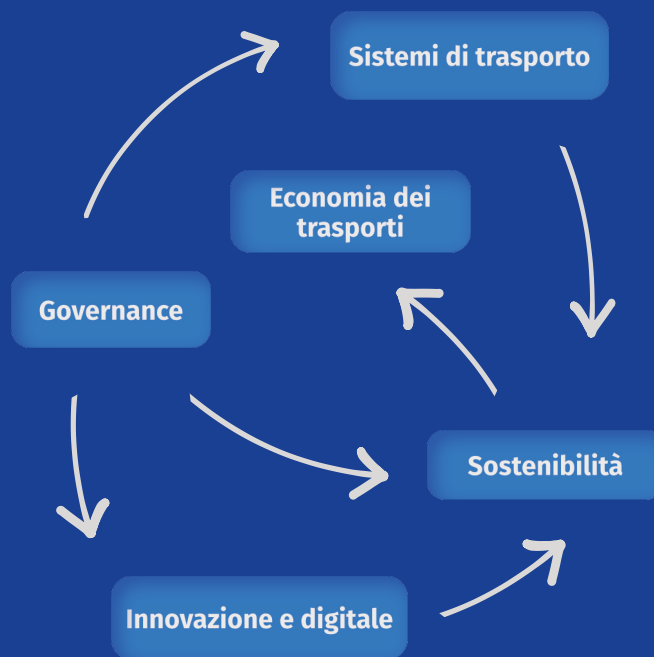 Sistemi di trasporto
Economia dei
trasporti
Governance
Sostenibilità
Innovazione e digitale